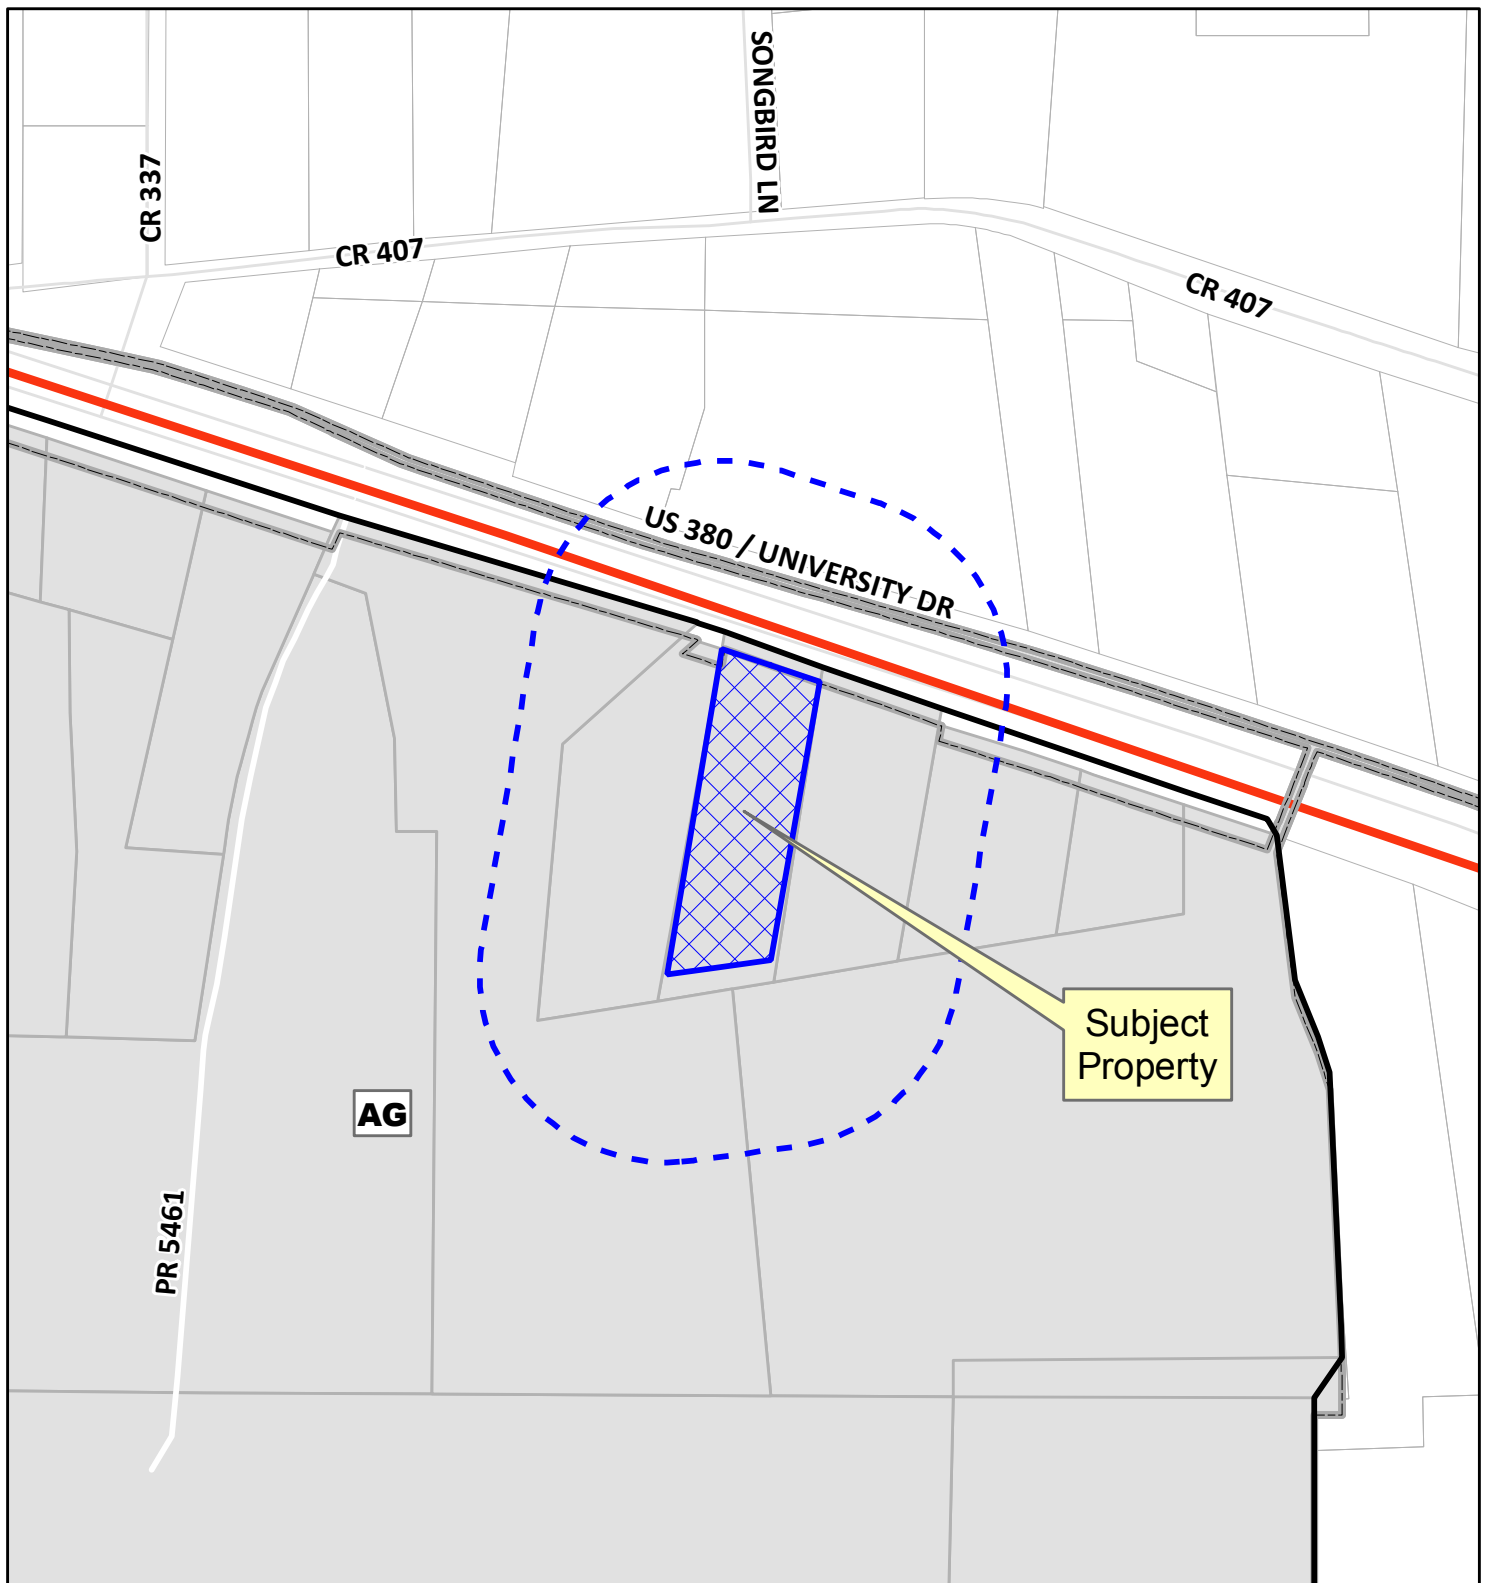 SONGBIRD LN
CR 337
CR 407
CR 407
US 380 / UNIVERSITY DR
Subject
Property
AG
PR 5461